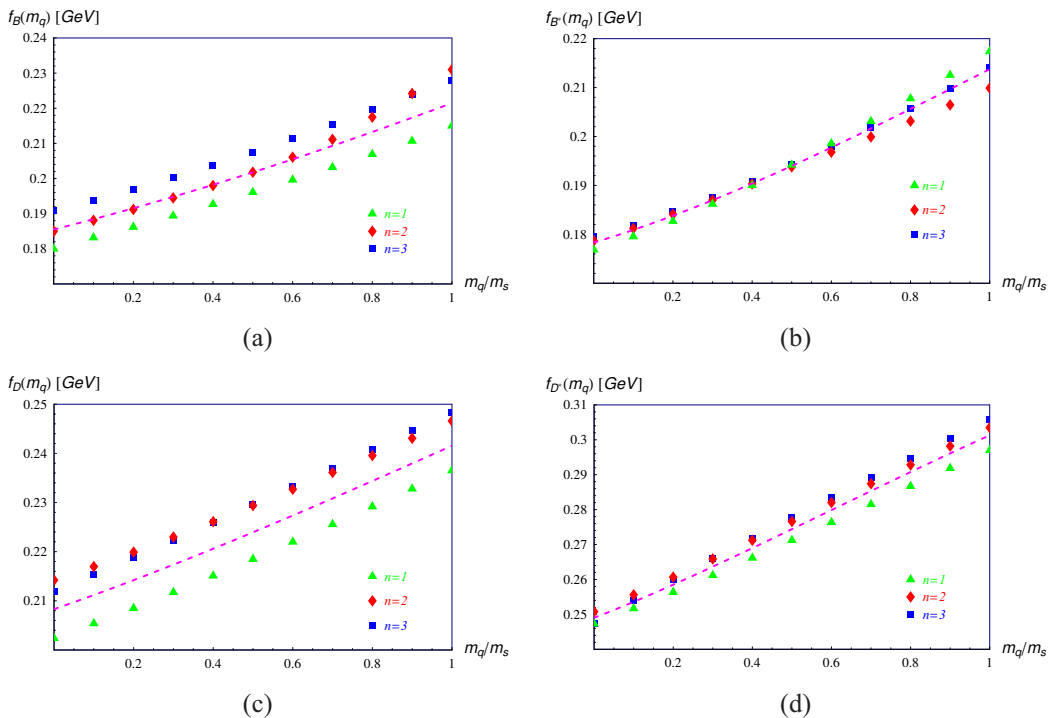 f_B(m_q) [GeV]
0.24
0.23
0.22
0.21
0.2
0.19
0.18
n=1
n=2
n=3
0.2 0.4 0.6 0.8 1
m_q/m_s
(a)
f_B*(m_q) [GeV]
0.22
0.21
0.2
0.19
0.18
n=1
n=2
n=3
0.2 0.4 0.6 0.8 1
m_q/m_s
(b)
f_D(m_q) [GeV]
0.25
0.24
0.23
0.22
0.21
n=1
n=2
n=3
0.2 0.4 0.6 0.8 1
m_q/m_s
(c)
f_D*(m_q) [GeV]
0.31
0.3
0.29
0.28
0.27
0.26
0.25
n=1
n=2
n=3
0.2 0.4 0.6 0.8 1
m_q/m_s
(d)